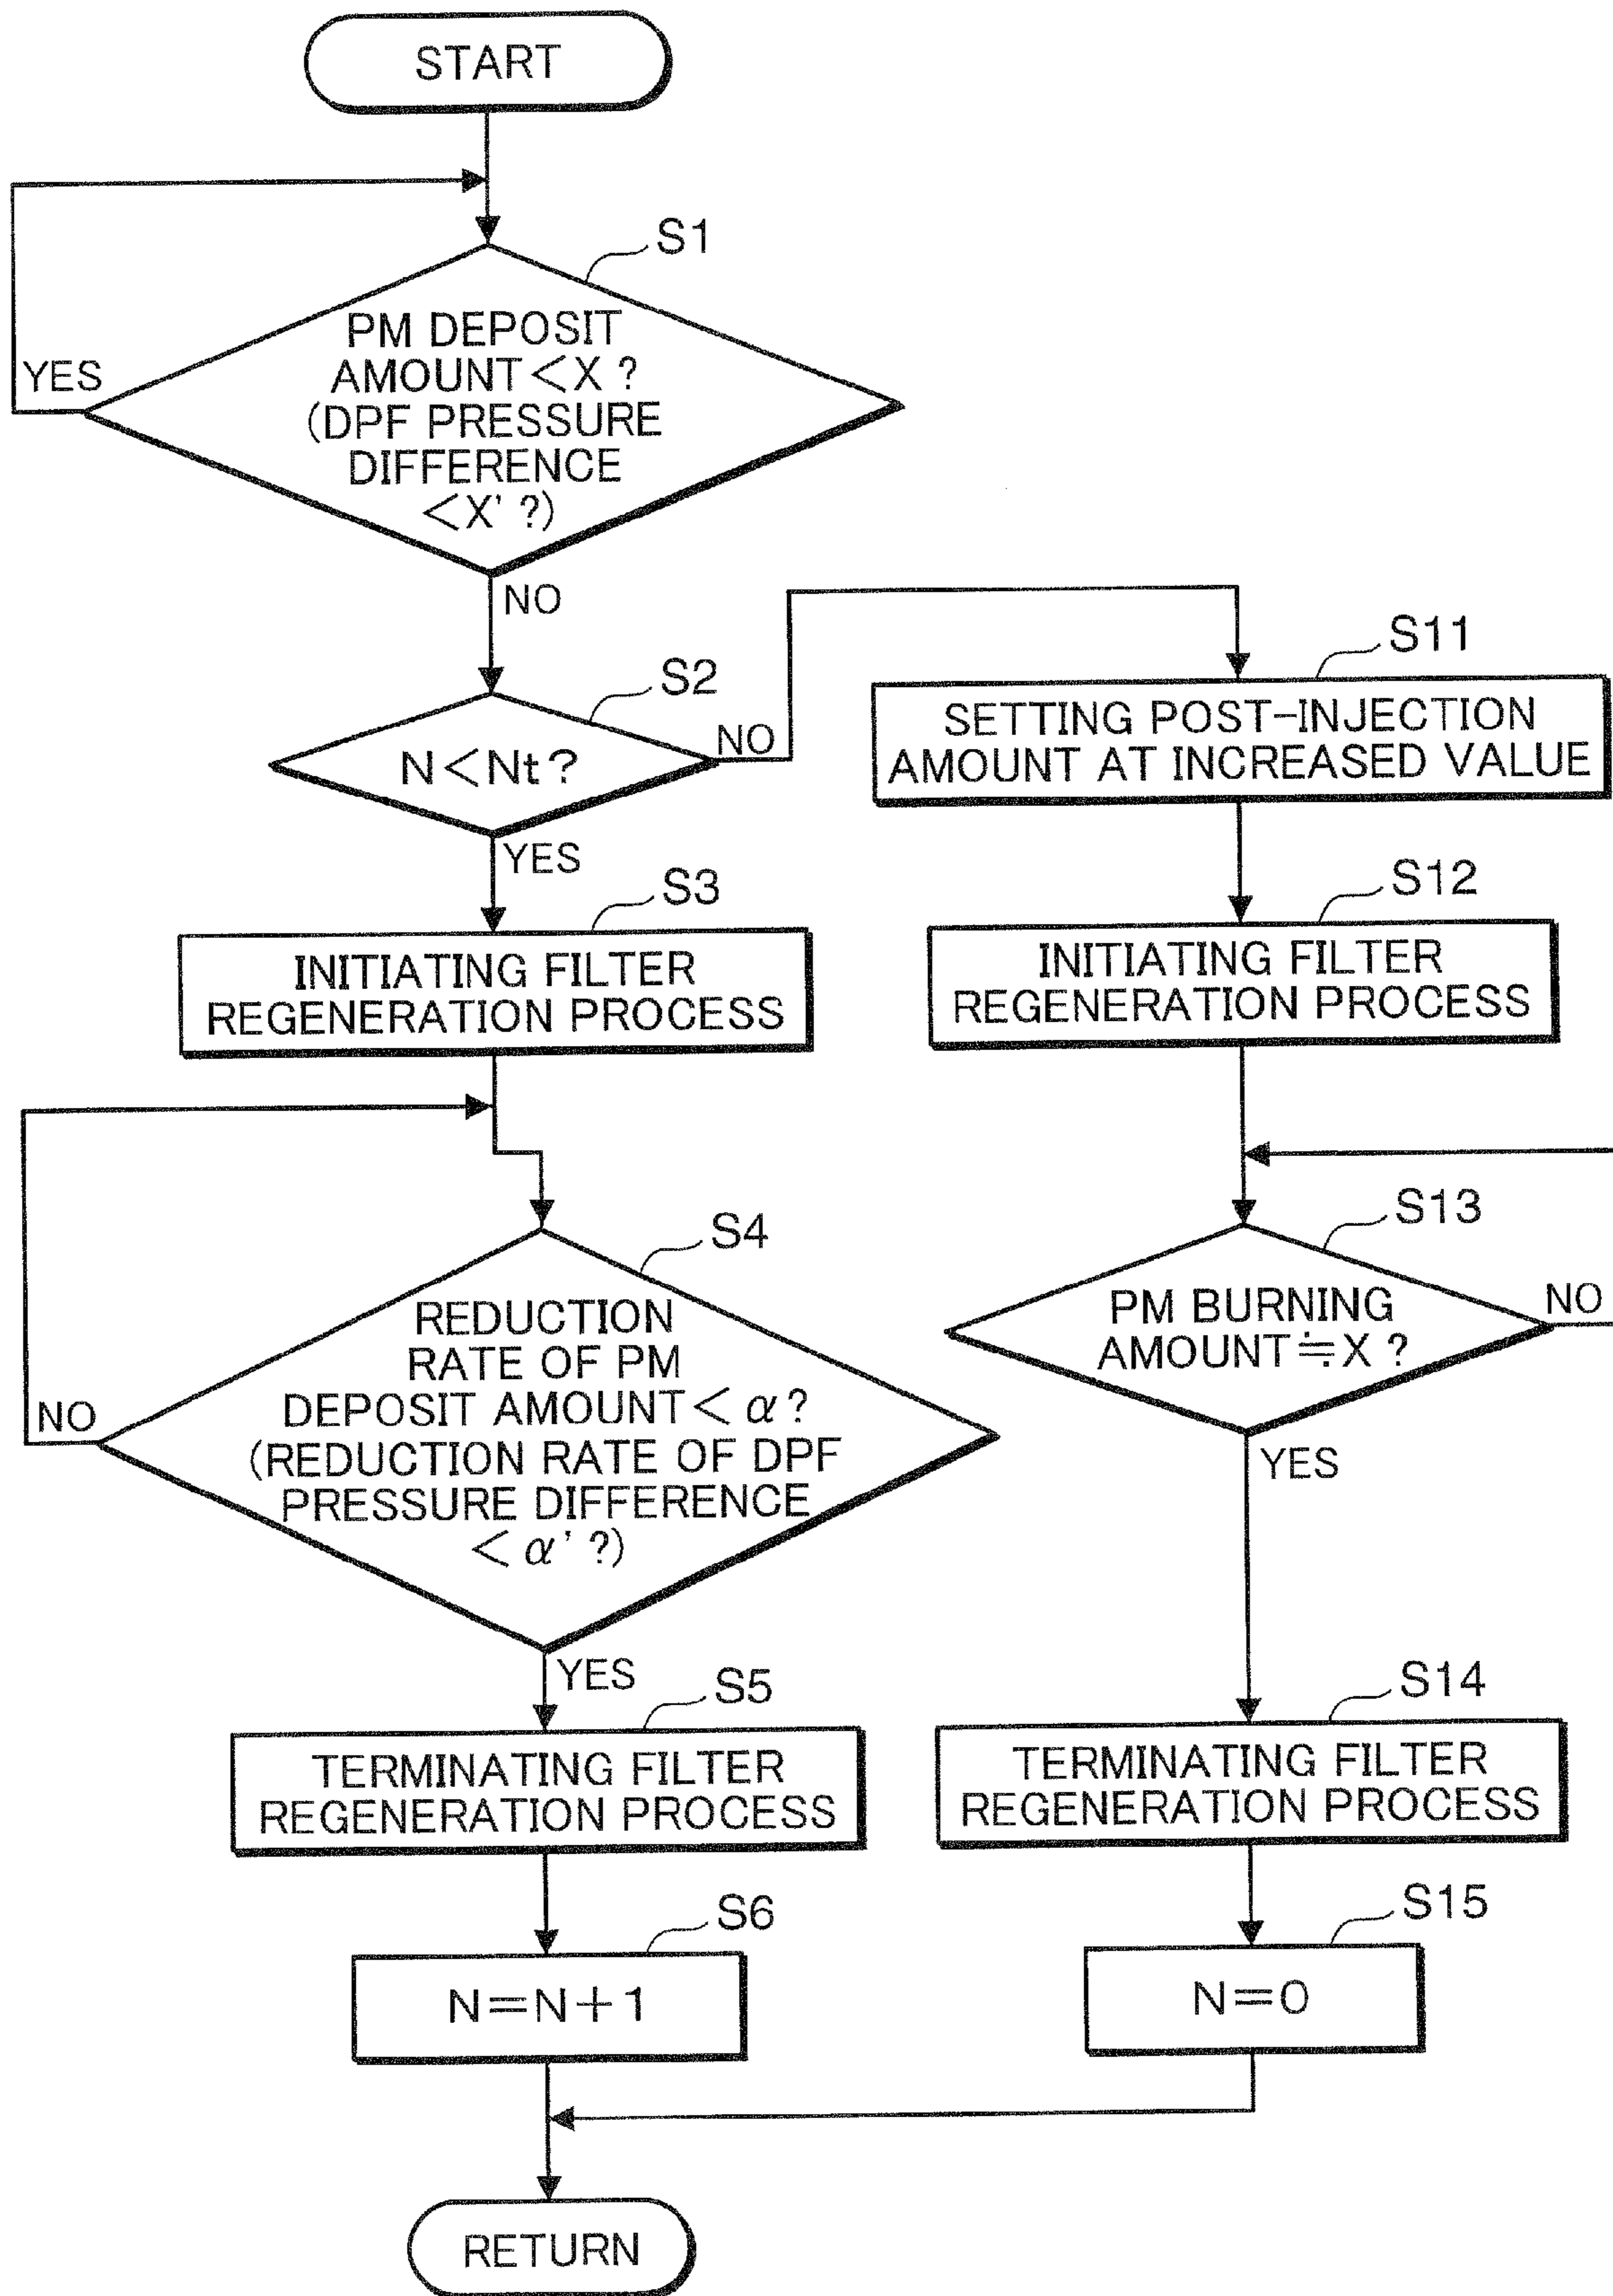 START
S1
PM DEPOSIT
AMOUNT<X ?
(DPF PRESSURE
DIFFERENCE
<X' ?)
YES
NO
S2
N<Nt?
NO
YES
S3
INITIATING FILTER
REGENERATION PROCESS
S4
REDUCTION
RATE OF PM
DEPOSIT AMOUNT< α?
(REDUCTION RATE OF DPF
PRESSURE DIFFERENCE
< α' ?)
NO
YES
S5
TERMINATING FILTER
REGENERATION PROCESS
S6
N=N+1
S11
SETTING POST-INJECTION
AMOUNT AT INCREASED VALUE
S12
INITIATING FILTER
REGENERATION PROCESS
S13
PM BURNING
AMOUNT≒X ?
NO
YES
S14
TERMINATING FILTER
REGENERATION PROCESS
S15
N=0
RETURN